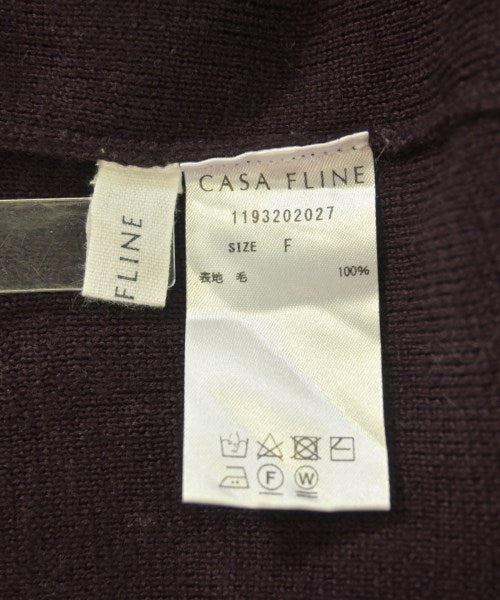 CASA FLINE
1193202027
SIZE F
表地 毛 100%
F W
FLINE